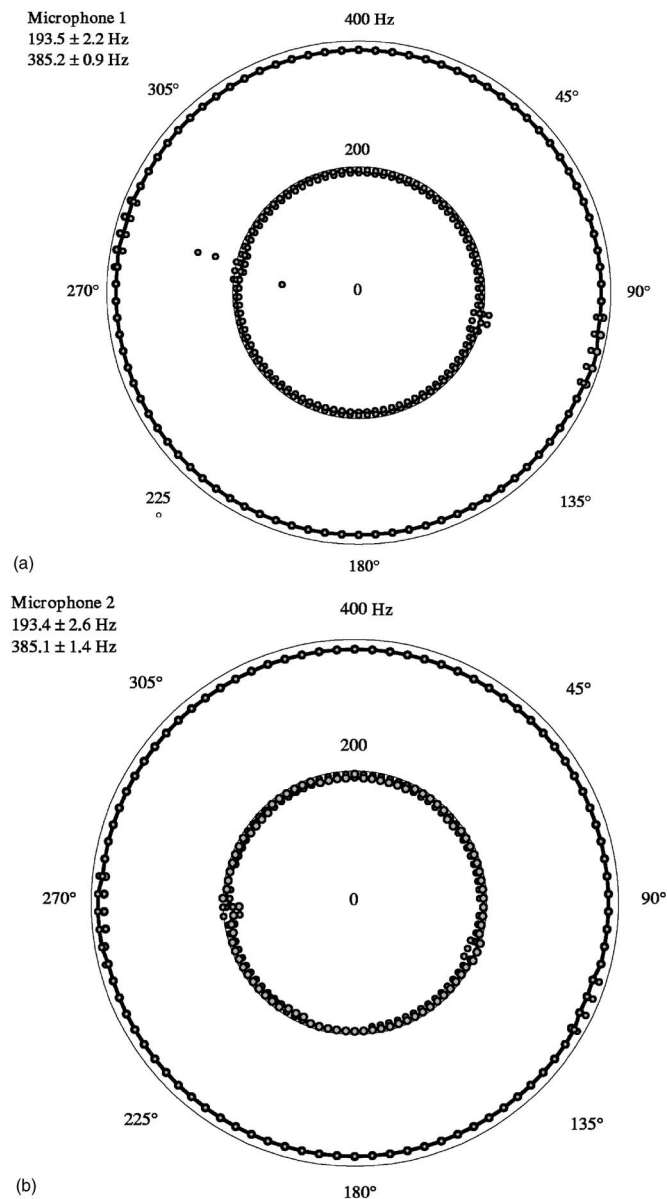 Microphone 1
193.5 ± 2.2 Hz
385.2 ± 0.9 Hz
400 Hz
305°
45°
200
270°
0
90°
225
°
135°
180°
(a)
Microphone 2
193.4 ± 2.6 Hz
385.1 ± 1.4 Hz
400 Hz
305°
45°
200
270°
0
90°
225°
135°
180°
(b)